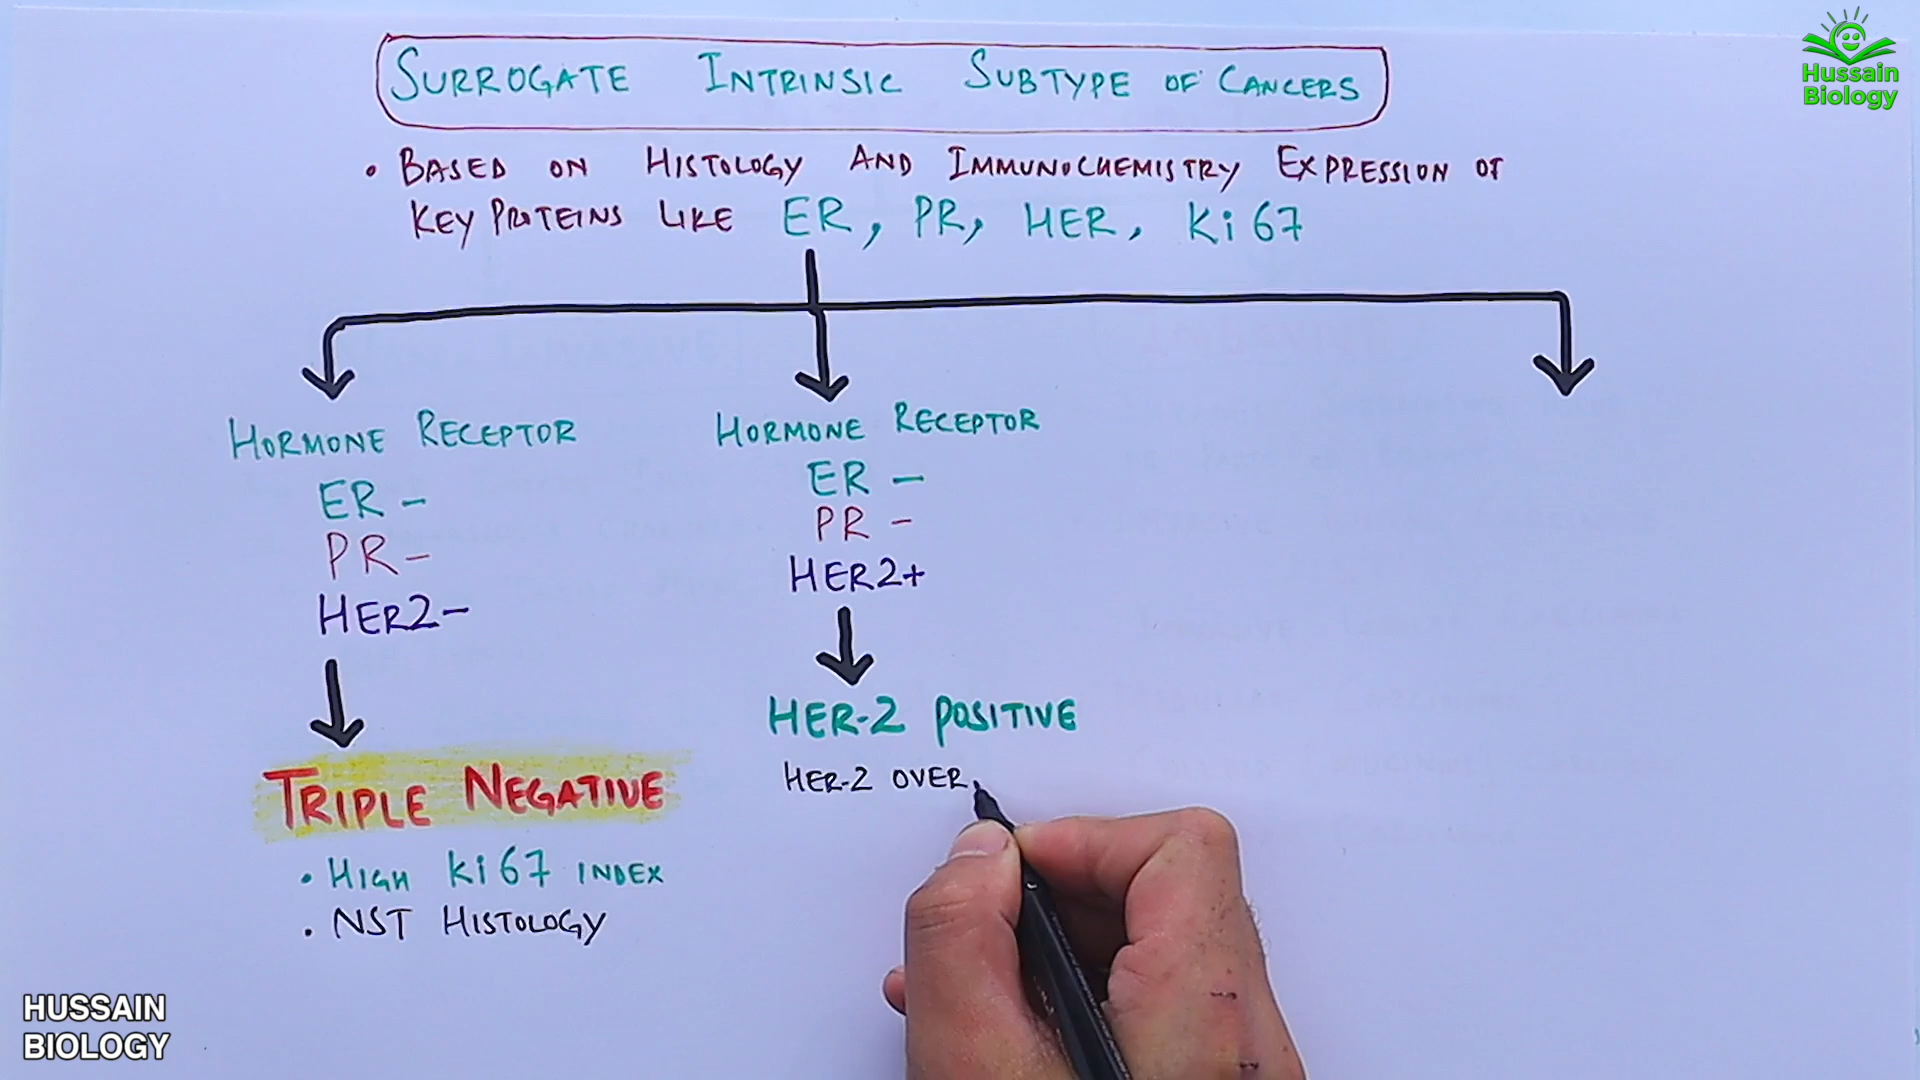 Hussain
Biology
SURROGATE INTRINSIC SUBTYPE OF CANCERS
• BASED ON HISTOLOGY AND IMMUNOCHEMISTRY EXPRESSION OF
KEY PROTEINS LIKE ER, PR, HER, Ki 67
HORMONE RECEPTOR
ER -
PR -
HER2-
TRIPLE NEGATIVE
• HIGH Ki 67 INDEX
• NST HISTOLOGY
HORMONE RECEPTOR
ER -
PR -
HER2+
HER-2 POSITIVE
HER-2 OVER
HUSSAIN
BIOLOGY